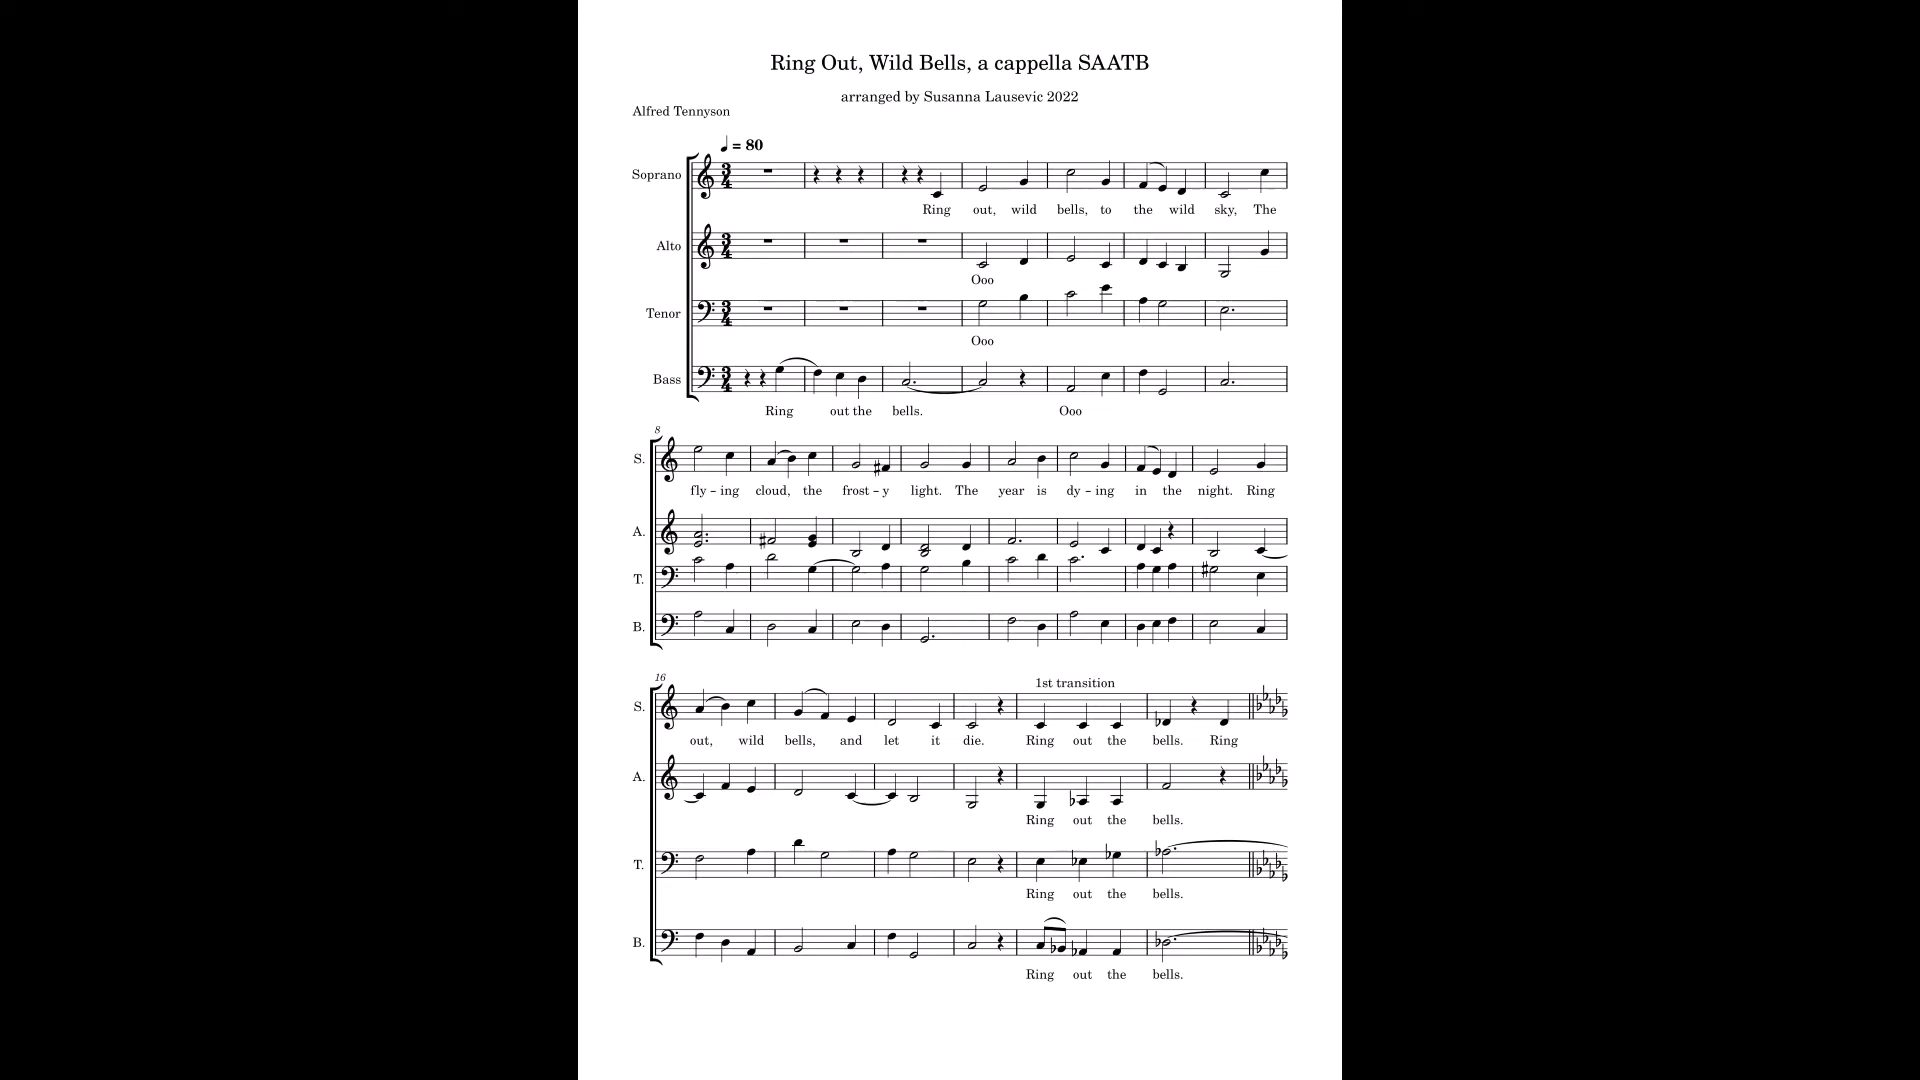 Ring Out, Wild Bells, a cappella SAATB
arranged by Susanna Lausevic 2022
Alfred Tennyson
= 80
Soprano
Ring out, wild bells, to the wild sky, The
Alto
Ooo
Tenor
Ooo
Bass
Ring out the bells. Ooo
8
S.
fly – ing cloud, the frost – y light. The year is dy – ing in the night. Ring
A.
T.
B.
16
1st transition
S.
out, wild bells, and let it die. Ring out the bells. Ring
A.
Ring out the bells.
T.
Ring out the bells.
B.
Ring out the bells.